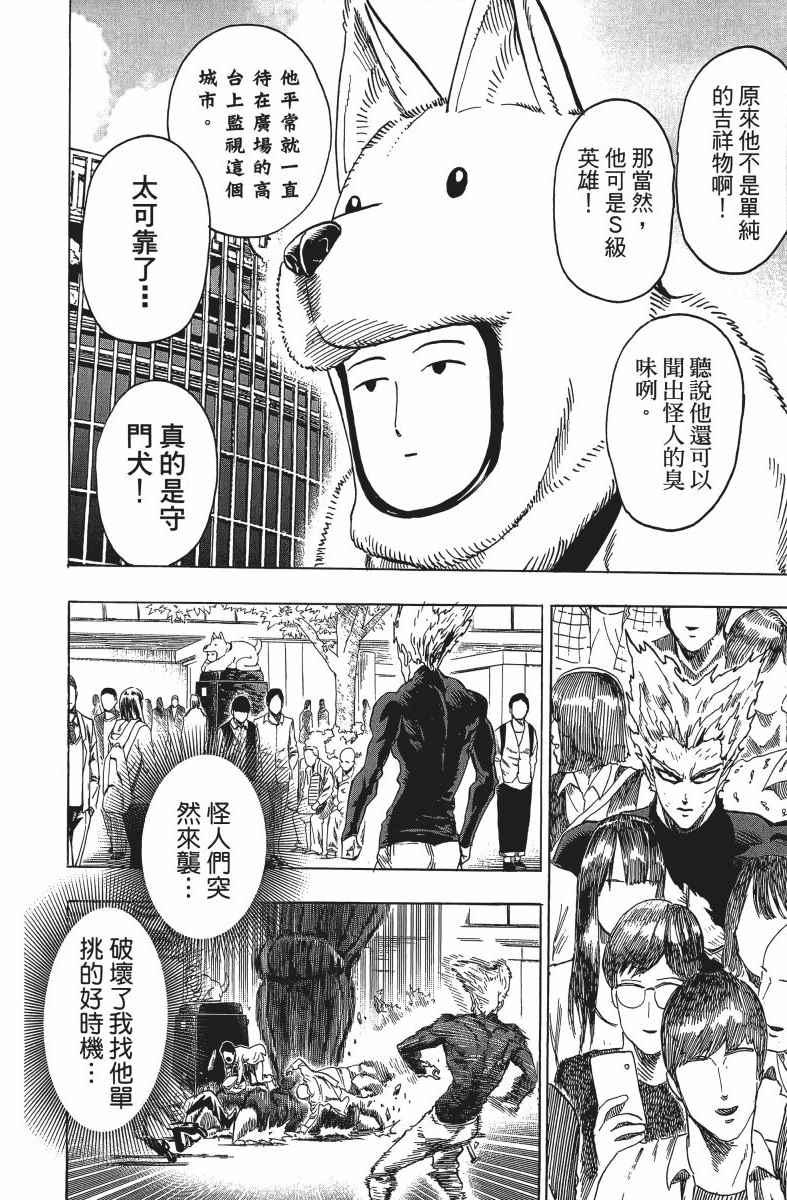 原來他不是單純
的吉祥物啊！
那當然，
他可是S級
英雄！
聽說他還可以
聞出怪人的臭
味咧。
他平常就一直
待在廣場的高
台上監視這個
城市。
太可靠了…
真的是守
門犬！
怪人們突
然來襲…
破壞了我找他單
挑的好時機…